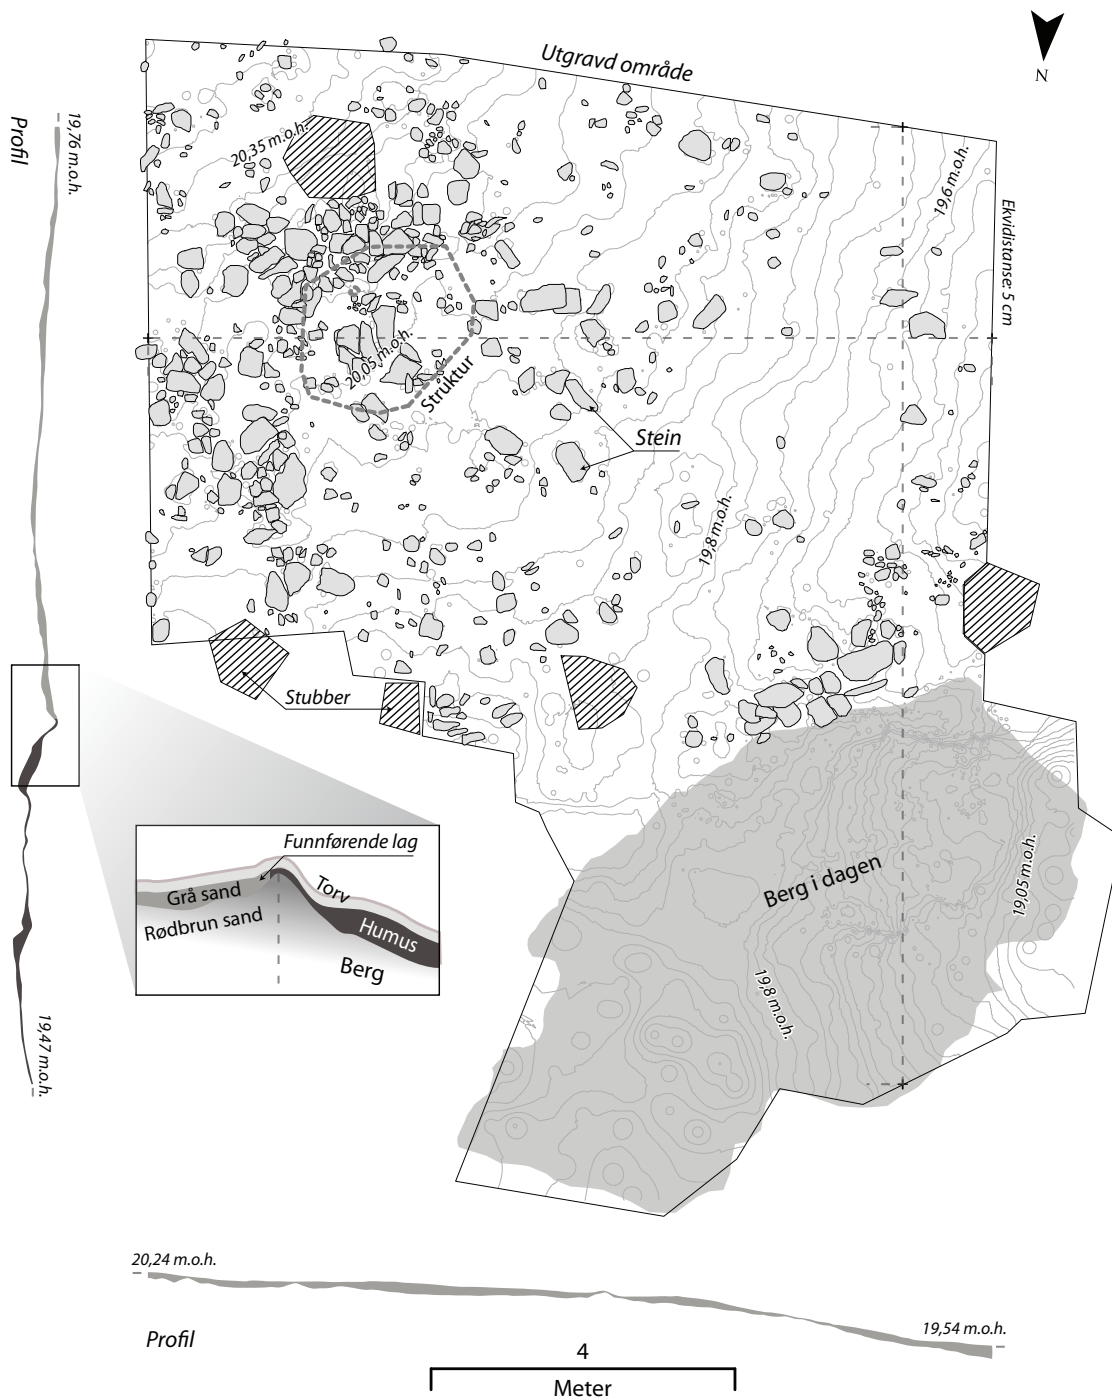 N
Utgravd område
19,76 m.o.h.
Profil
20,35 m.o.h.
19,6 m.o.h.
Ekvidistanse: 5 cm
20,05 m.o.h.
Struktur
Stein
19,8 m.o.h.
Stubber
Funnførende lag
Grå sand
Torv
Rødbrun sand
Humus
Berg
Berg i dagen
19,05 m.o.h.
19,8 m.o.h.
19,47 m.o.h.
20,24 m.o.h.
19,54 m.o.h.
Profil
4
Meter